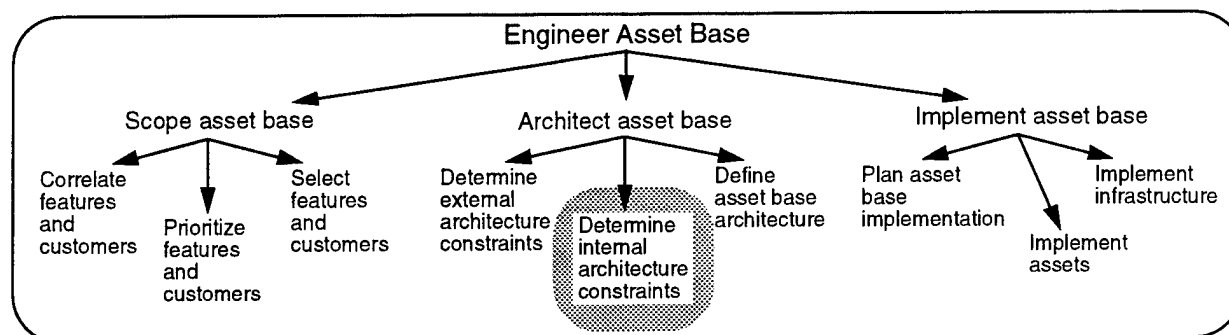 Engineer Asset Base
Scope asset base
Architect asset base
Implement asset base
Correlate
features
and
customers
Prioritize
features
and
customers
Select
features
and
customers
Determine
external
architecture
constraints
Determine
internal
architecture
constraints
Define
asset base
architecture
Plan asset
base
implementation
Implement
assets
Implement
infrastructure